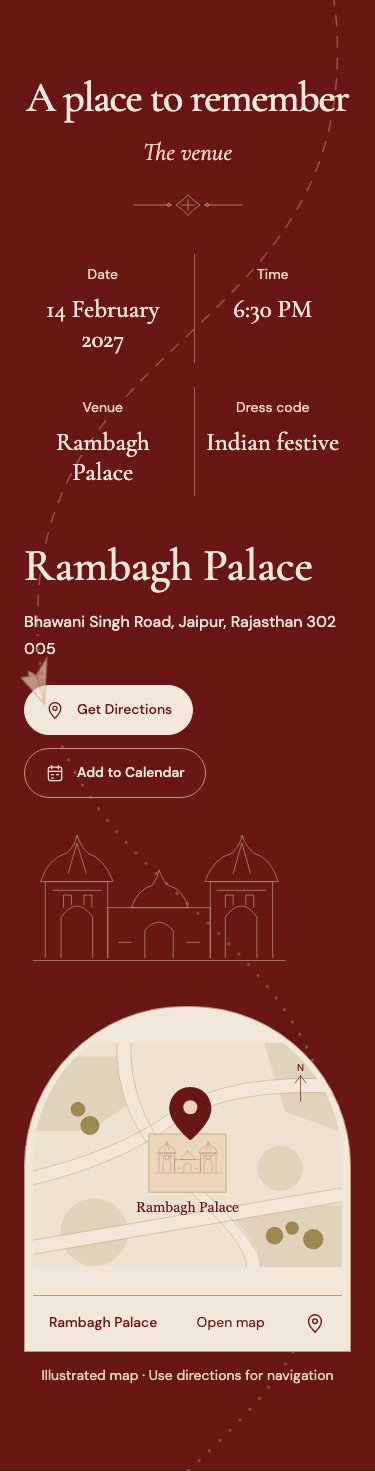 A place to remember
The venue
Date
14 February
2027
Time
6:30 PM
Venue
Rambagh
Palace
Dress code
Indian festive
Rambagh Palace
Bhawani Singh Road, Jaipur, Rajasthan 302
005
Get Directions
Add to Calendar
N
Rambagh Palace
Rambagh Palace
Open map
Illustrated map · Use directions for navigation